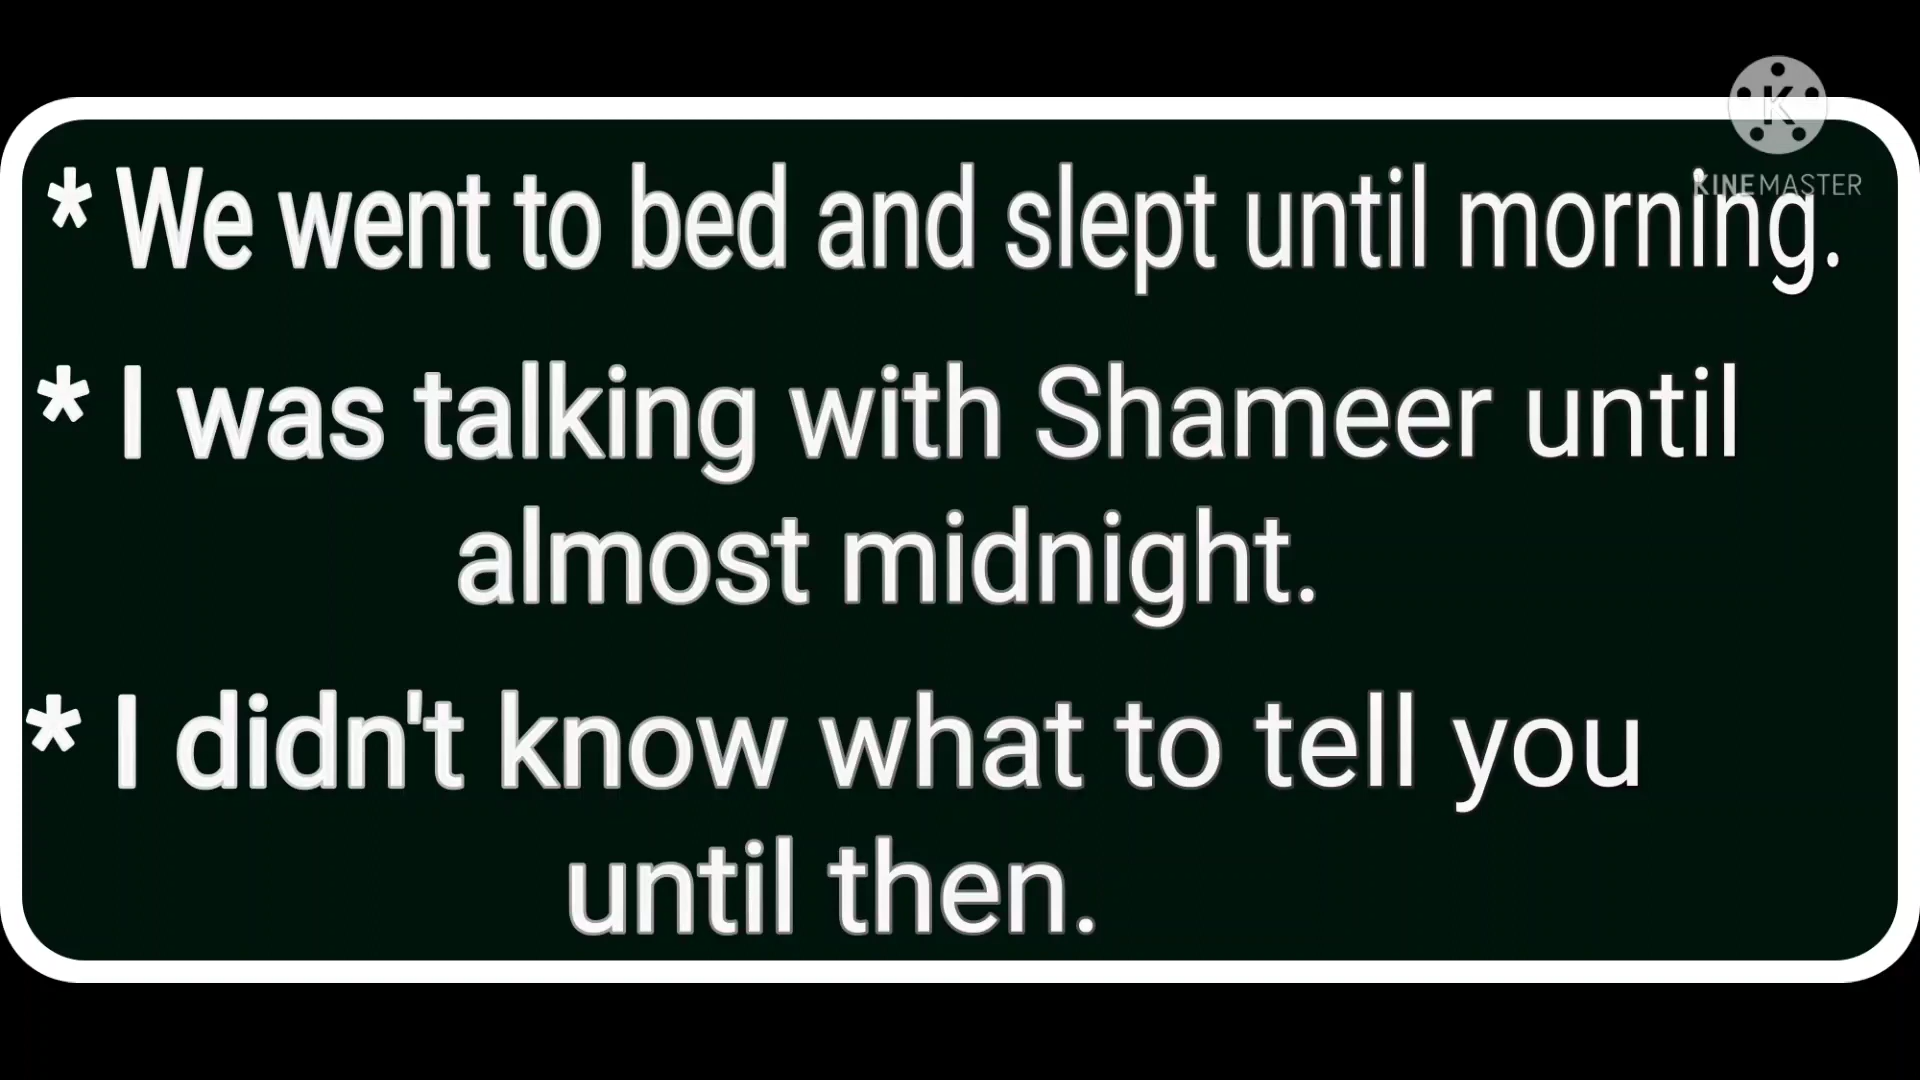 K
KINEMASTER
* We went to bed and slept until morning.
* I was talking with Shameer until
almost midnight.
* I didn't know what to tell you
until then.